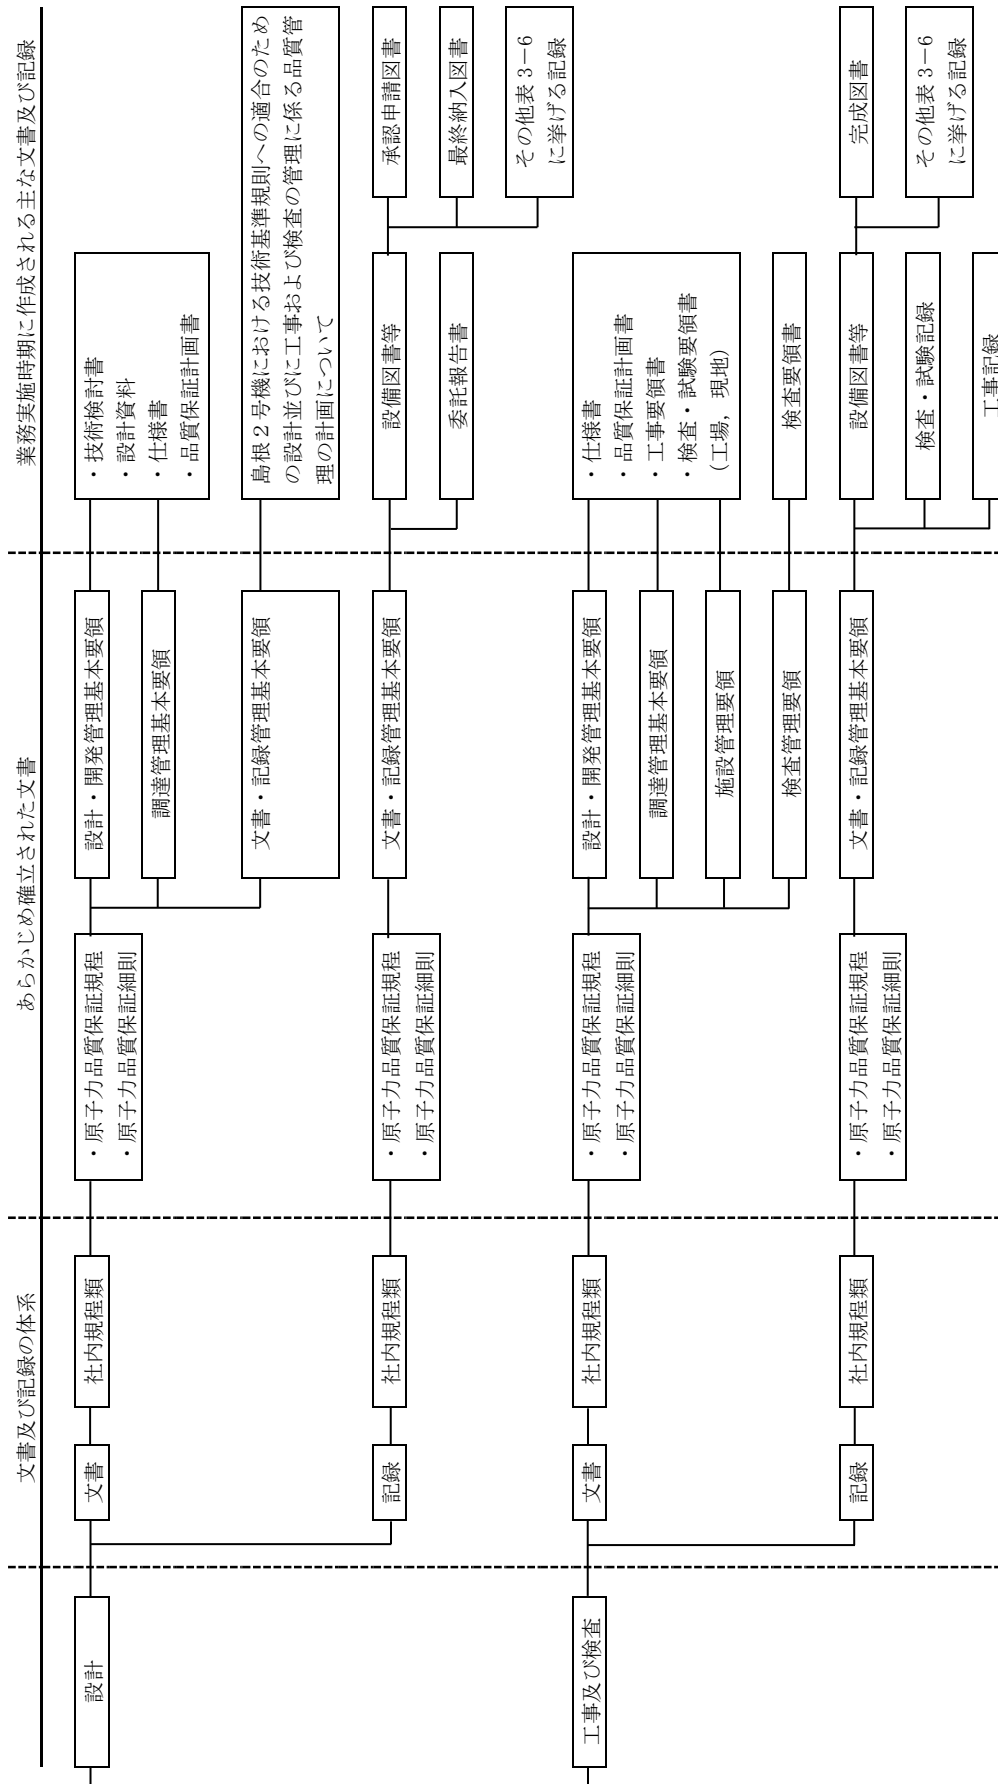 文書及び記録の体系
あらかじめ確立された文書
業務実施時期に作成される主な文書及び記録
設計
文書
社内規程類
・原子力品質保証規程
・原子力品質保証細則
設計・開発管理基本要領
・技術検討書
・設計資料
・仕様書
・品質保証計画書
調達管理基本要領
文書・記録管理基本要領
島根２号機における技術基準規則への適合のため
の設計並びに工事および検査の管理に係る品質管
理の計画について
記録
社内規程類
・原子力品質保証規程
・原子力品質保証細則
文書・記録管理基本要領
設備図書等
承認申請図書
最終納入図書
その他表３－６
に挙げる記録
委託報告書
工事及び検査
文書
社内規程類
・原子力品質保証規程
・原子力品質保証細則
設計・開発管理基本要領
・仕様書
・品質保証計画書
・工事要領書
・検査・試験要領書
（工場，現地）
調達管理基本要領
施設管理要領
検査管理要領
検査要領書
記録
社内規程類
・原子力品質保証規程
・原子力品質保証細則
文書・記録管理基本要領
設備図書等
完成図書
その他表３－６
に挙げる記録
検査・試験記録
工事記録